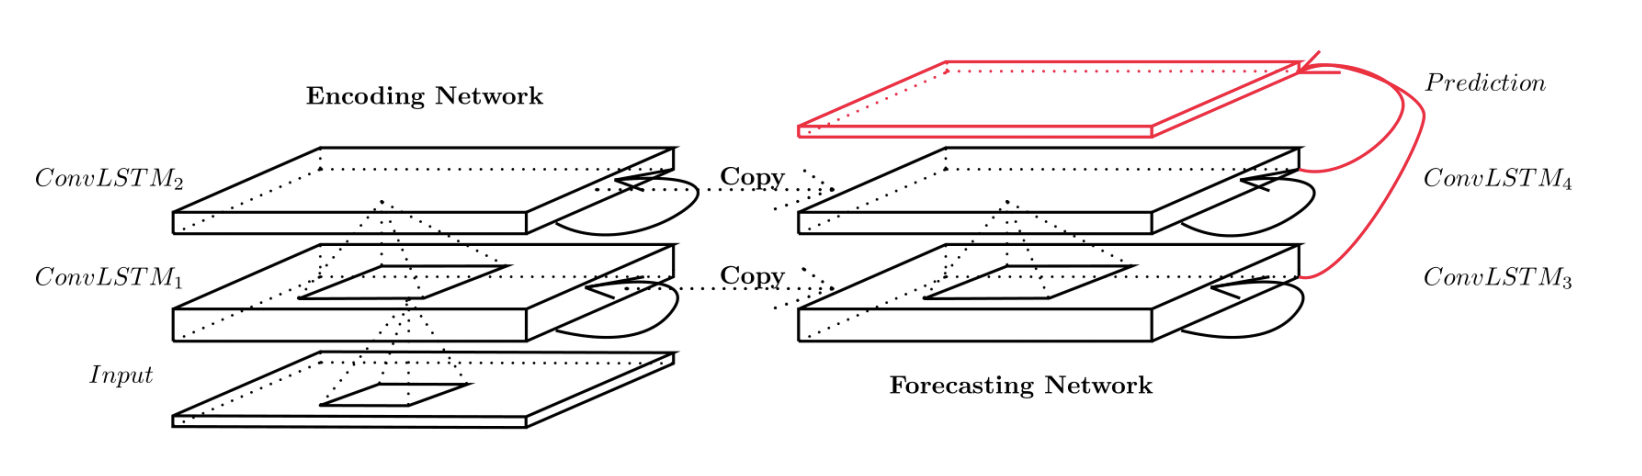 Encoding Network
Prediction
ConvLSTM₂
Copy
ConvLSTM₄
ConvLSTM₁
Copy
ConvLSTM₃
Input
Forecasting Network